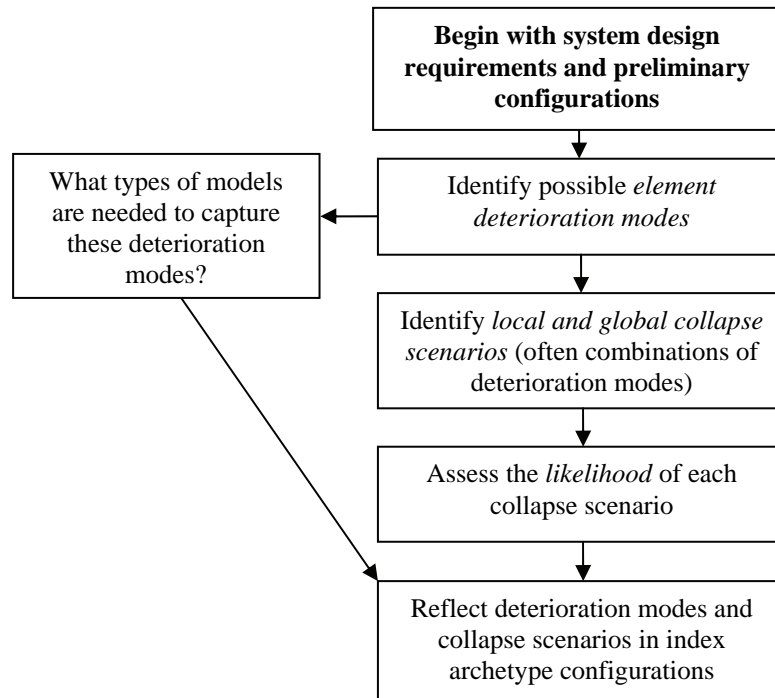 Begin with system design
requirements and preliminary
configurations
What types of models
are needed to capture
these deterioration
modes?
Identify possible element
deterioration modes
Identify local and global collapse
scenarios (often combinations of
deterioration modes)
Assess the likelihood of each
collapse scenario
Reflect deterioration modes and
collapse scenarios in index
archetype configurations